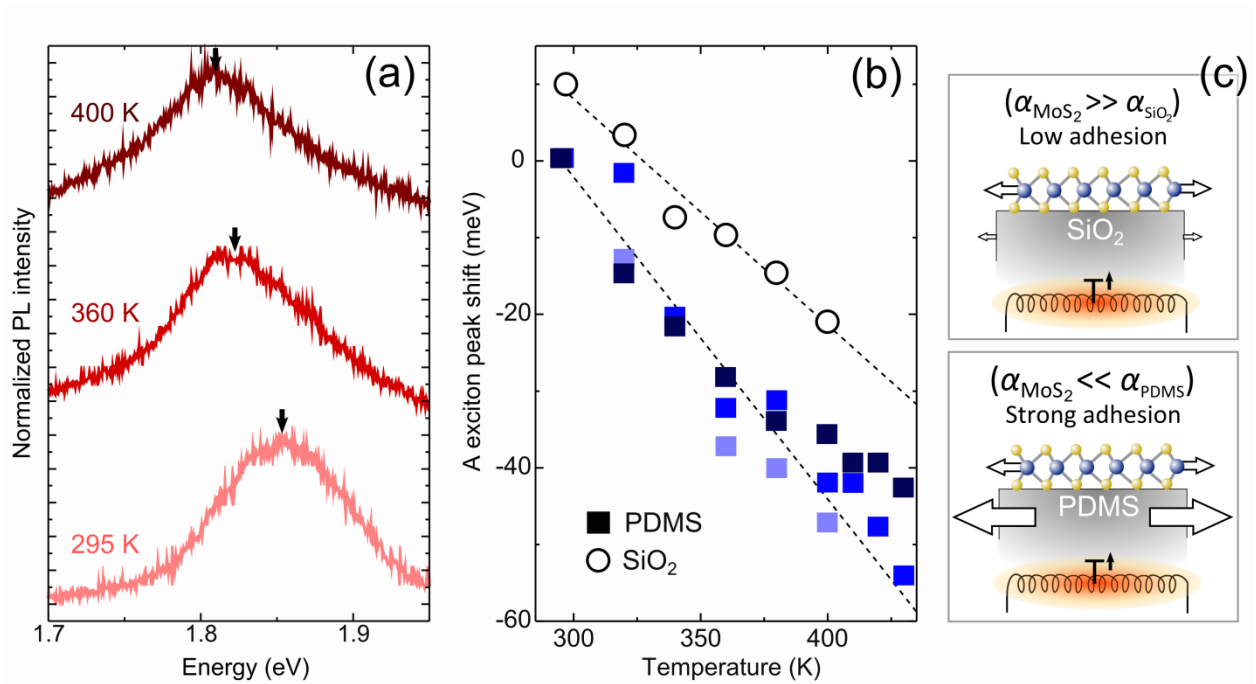 (a)
400 K
360 K
295 K
Normalized PL intensity
1.7
1.8
1.9
Energy (eV)
(b)
0
-20
-40
-60
A exciton peak shift (meV)
PDMS
SiO₂
300
350
400
Temperature (K)
(c)
(αMoS₂ >> αSiO₂)
Low adhesion
SiO₂
T
(αMoS₂ << αPDMS)
Strong adhesion
PDMS
T